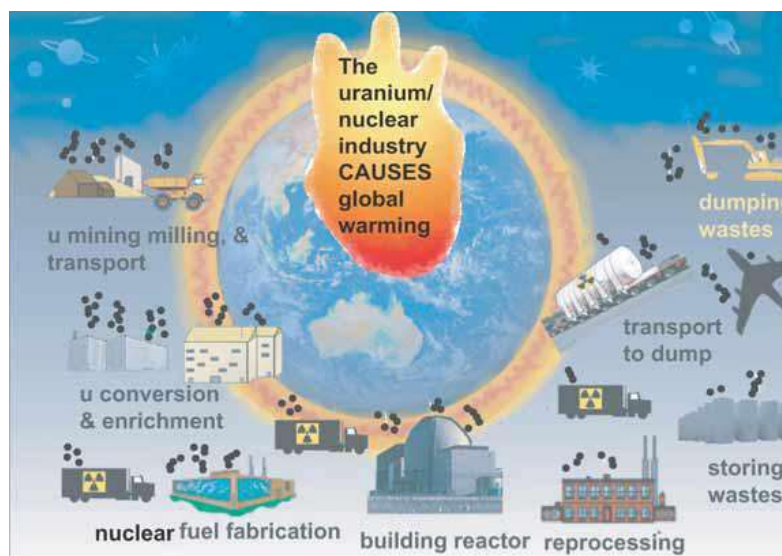 The
uranium/
nuclear
industry
CAUSES
global
warming
u mining milling, &
transport
dumping
wastes
transport
to dump
u conversion
& enrichment
storing
wastes
nuclear fuel fabrication
building reactor
reprocessing